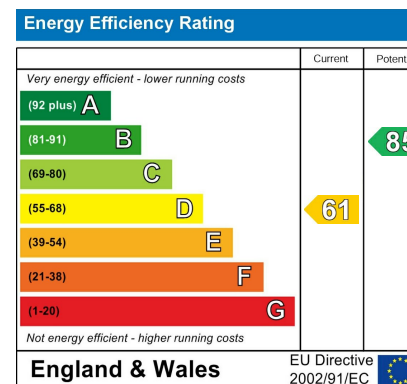 Energy Efficiency Rating
Current Potent
Very energy efficient - lower running costs
(92 plus) A
(81-91) B
85
(69-80) C
(55-68) D
61
(39-54) E
(21-38) F
(1-20) G
Not energy efficient - higher running costs
England & Wales
EU Directive
2002/91/EC